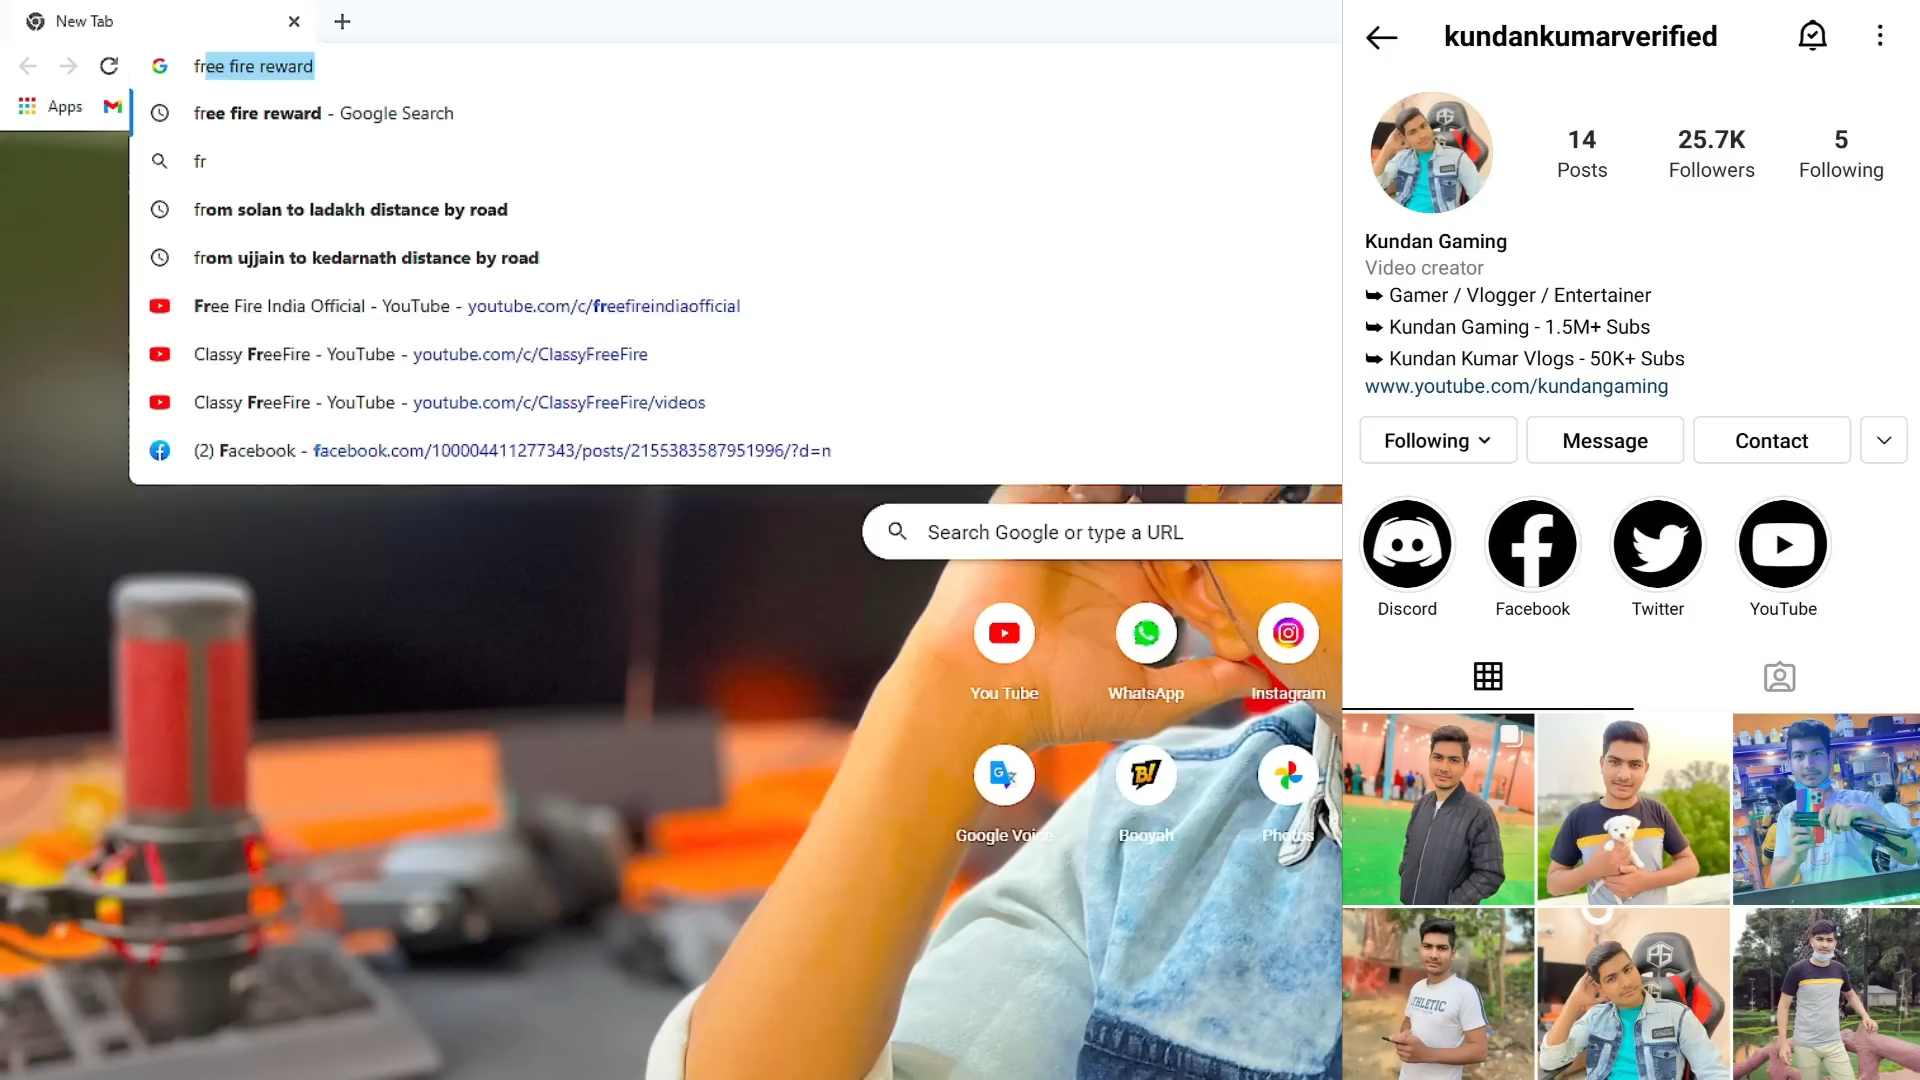 New Tab
free fire reward
Apps
free fire reward - Google Search
fr
from solan to ladakh distance by road
from ujjain to kedarnath distance by road
Free Fire India Official - YouTube - youtube.com/c/freefireindiaofficial
Classy FreeFire - YouTube - youtube.com/c/ClassyFreeFire
Classy FreeFire - YouTube - youtube.com/c/ClassyFreeFire/videos
(2) Facebook - facebook.com/100004411277343/posts/2155383587951996/?d=n
Search Google or type a URL
You Tube
WhatsApp
Instagram
Google Voice
Booyah
Photos
kundankumarverified
14
25.7K
5
Posts
Followers
Following
Kundan Gaming
Video creator
➥ Gamer / Vlogger / Entertainer
➥ Kundan Gaming - 1.5M+ Subs
➥ Kundan Kumar Vlogs - 50K+ Subs
www.youtube.com/kundangaming
Following
Message
Contact
Discord
Facebook
Twitter
YouTube